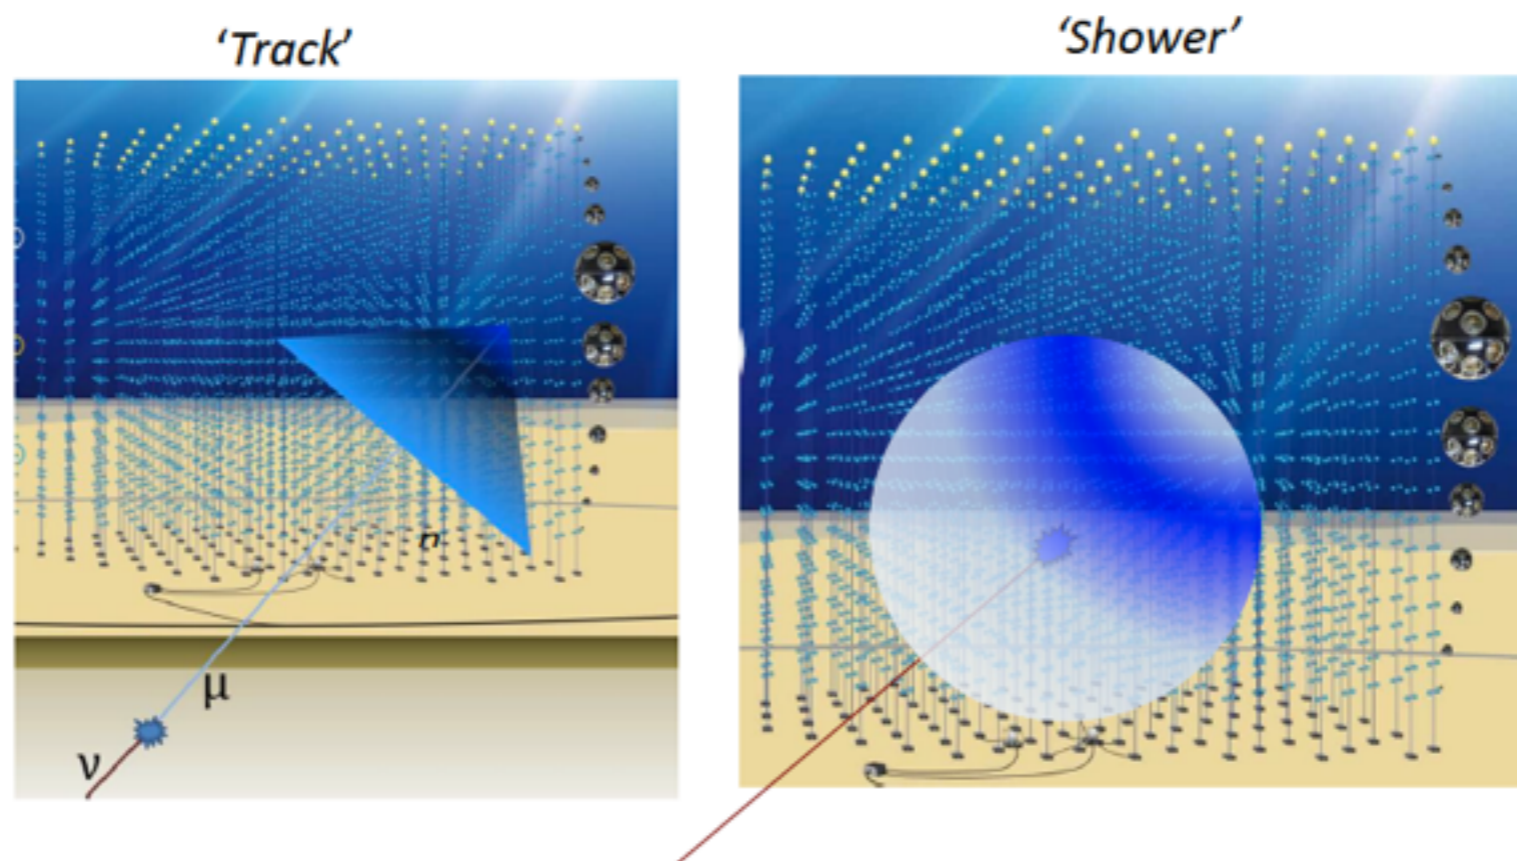 ‘Track’
‘Shower’
n
μ
ν